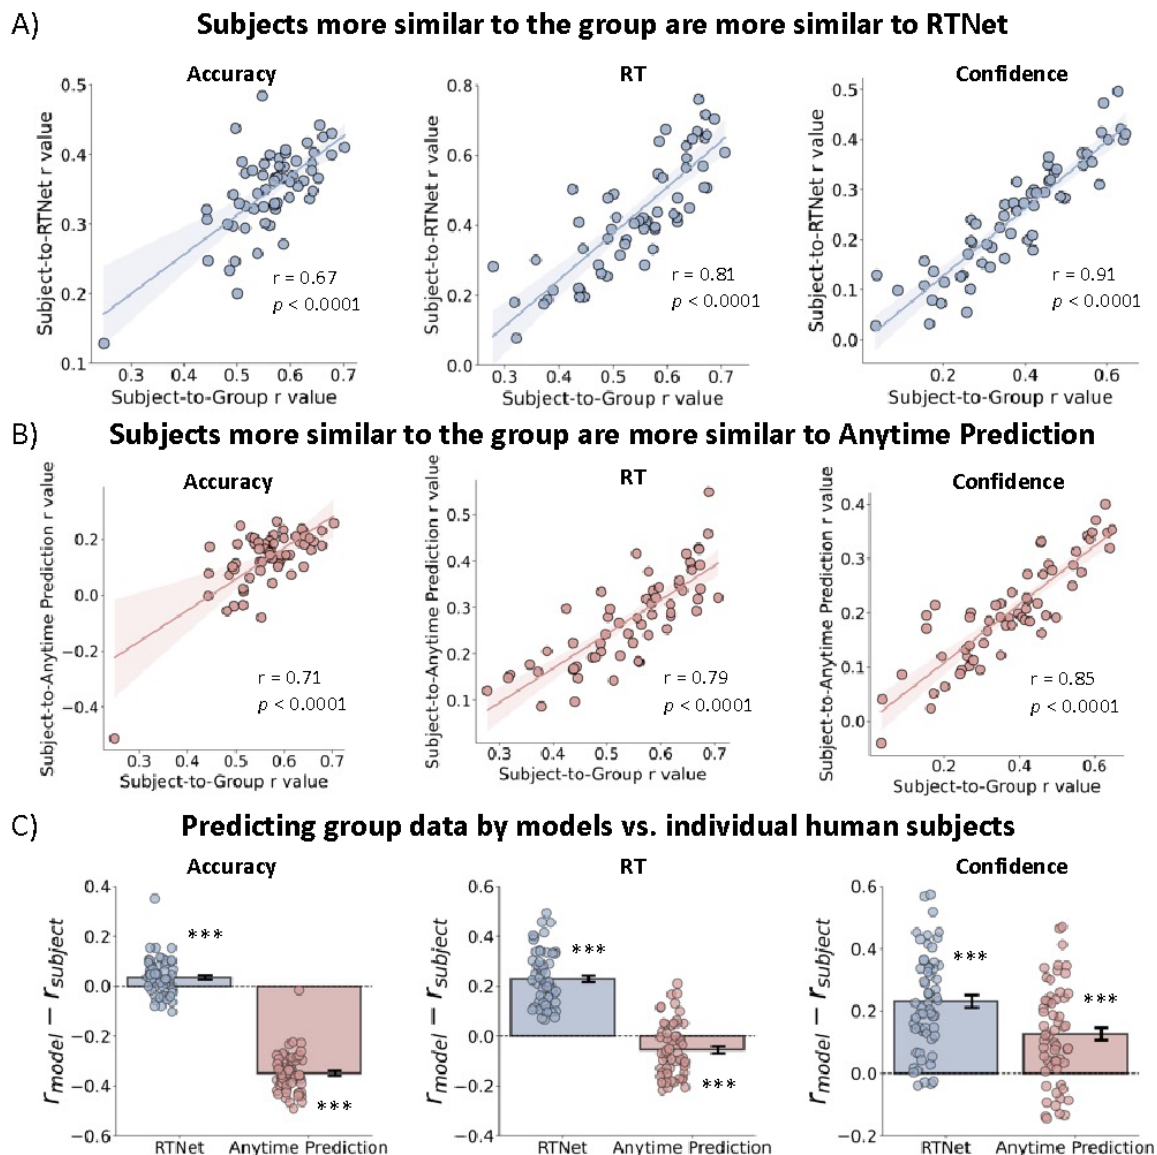 A)
Subjects more similar to the group are more similar to RTNet
Accuracy
RT
Confidence
Subject-to-RTNet r value
0.5
0.4
0.3
0.2
0.1
r = 0.67
p < 0.0001
0.3 0.4 0.5 0.6 0.7
Subject-to-Group r value
Subject-to-RTNet r value
0.8
0.6
0.4
0.2
0.0
r = 0.81
p < 0.0001
0.3 0.4 0.5 0.6 0.7
Subject-to-Group r value
Subject-to-RTNet r value
0.5
0.4
0.3
0.2
0.1
0.0
r = 0.91
p < 0.0001
0.2 0.4 0.6
Subject-to-Group r value
B)
Subjects more similar to the group are more similar to Anytime Prediction
Accuracy
RT
Confidence
Subject-to-Anytime Prediction r value
0.2
0.0
−0.2
−0.4
r = 0.71
p < 0.0001
0.3 0.4 0.5 0.6 0.7
Subject-to-Group r value
Subject-to-Anytime Prediction r value
0.5
0.4
0.3
0.2
0.1
r = 0.79
p < 0.0001
0.3 0.4 0.5 0.6 0.7
Subject-to-Group r value
Subject-to-Anytime Prediction r value
0.4
0.3
0.2
0.1
0.0
r = 0.85
p < 0.0001
0.2 0.4 0.6
Subject-to-Group r value
C)
Predicting group data by models vs. individual human subjects
Accuracy
RT
Confidence
r model − r subject
0.4
0.2
0.0
−0.2
−0.4
−0.6
***
***
RTNet Anytime Prediction
r model − r subject
0.6
0.4
0.2
0.0
−0.2
−0.4
***
***
RTNet Anytime Prediction
r model − r subject
0.6
0.4
0.2
0.0
−0.2
***
***
RTNet Anytime Prediction